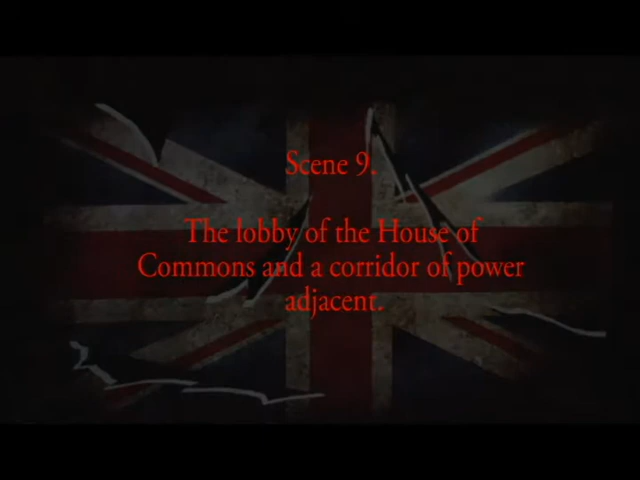 Scene 9.
The lobby of the House of
Commons and a corridor of power
adjacent.